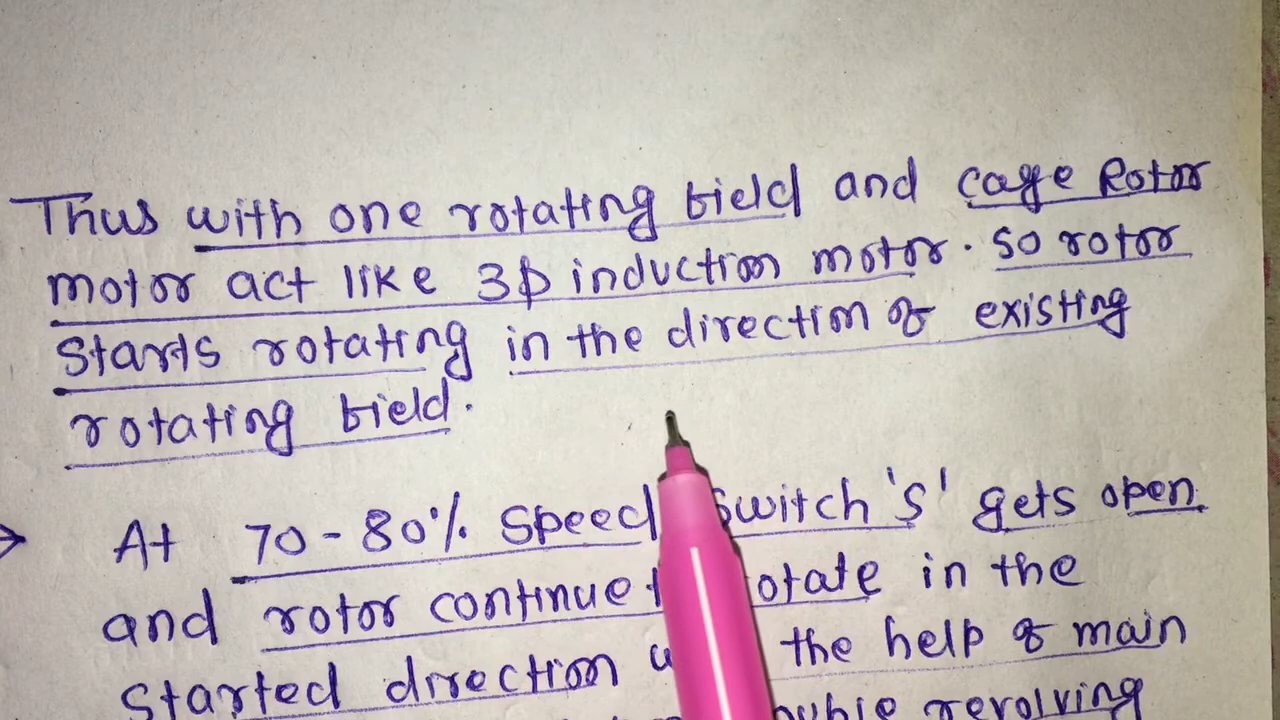 Thus with one rotating field and cage Rotor
motor act like 3ϕ induction motor. So rotor
Starts rotating in the direction of existing
rotating field.
→ At 70-80% Speed Switch 'S' gets open
and rotor continue rotate in the
Started direction the help of main
revolving